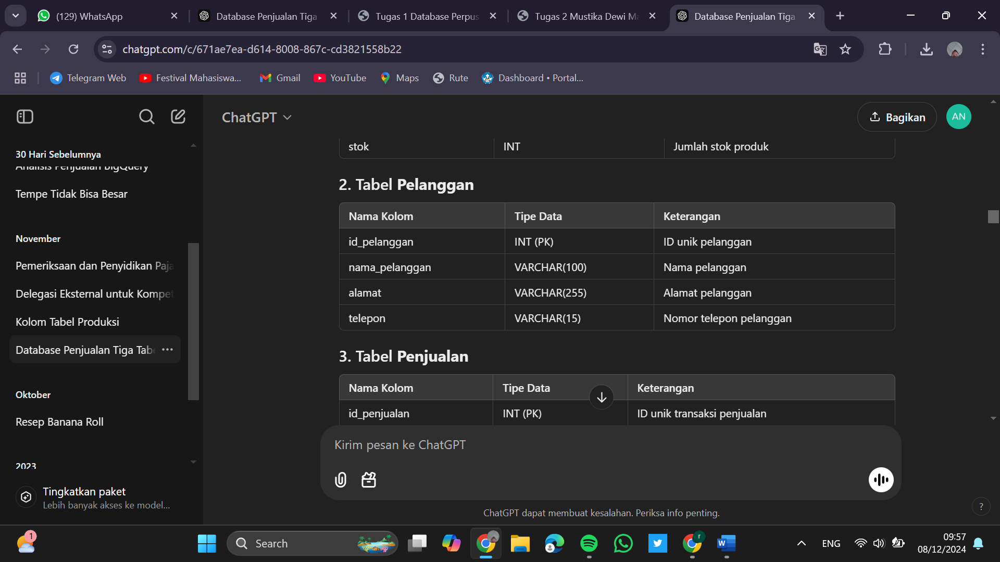 (129) WhatsApp
Database Penjualan Tiga
Tugas 1 Database Perpus
Tugas 2 Mustika Dewi Ma
Database Penjualan Tiga
chatgpt.com/c/671ae7ea-d614-8008-867c-cd3821558b22
Telegram Web
Festival Mahasiswa...
Gmail
YouTube
Maps
Rute
Dashboard • Portal...
ChatGPT
Bagikan
AN
30 Hari Sebelumnya
Analisis Penjualan BigQuery
Tempe Tidak Bisa Besar
November
Pemeriksaan dan Penyidikan Paja
Delegasi Eksternal untuk Kompet
Kolom Tabel Produksi
Database Penjualan Tiga Tabe
Oktober
Resep Banana Roll
2023
Tingkatkan paket
Lebih banyak akses ke model...
stok INT Jumlah stok produk
2. Tabel Pelanggan
Nama Kolom Tipe Data Keterangan
id_pelanggan INT (PK) ID unik pelanggan
nama_pelanggan VARCHAR(100) Nama pelanggan
alamat VARCHAR(255) Alamat pelanggan
telepon VARCHAR(15) Nomor telepon pelanggan
3. Tabel Penjualan
Nama Kolom Tipe Data Keterangan
id_penjualan INT (PK) ID unik transaksi penjualan
Kirim pesan ke ChatGPT
ChatGPT dapat membuat kesalahan. Periksa info penting.
?
1
Search
r
W
ENG
09:57
08/12/2024